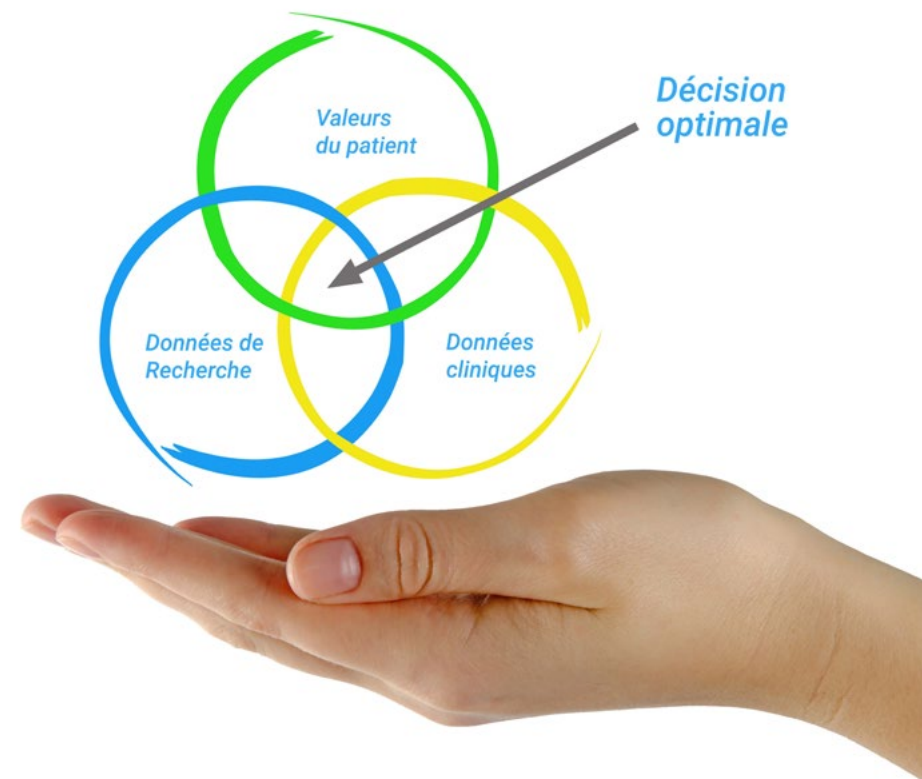 Valeurs
du patient
Décision
optimale
Données de
Recherche
Données
cliniques